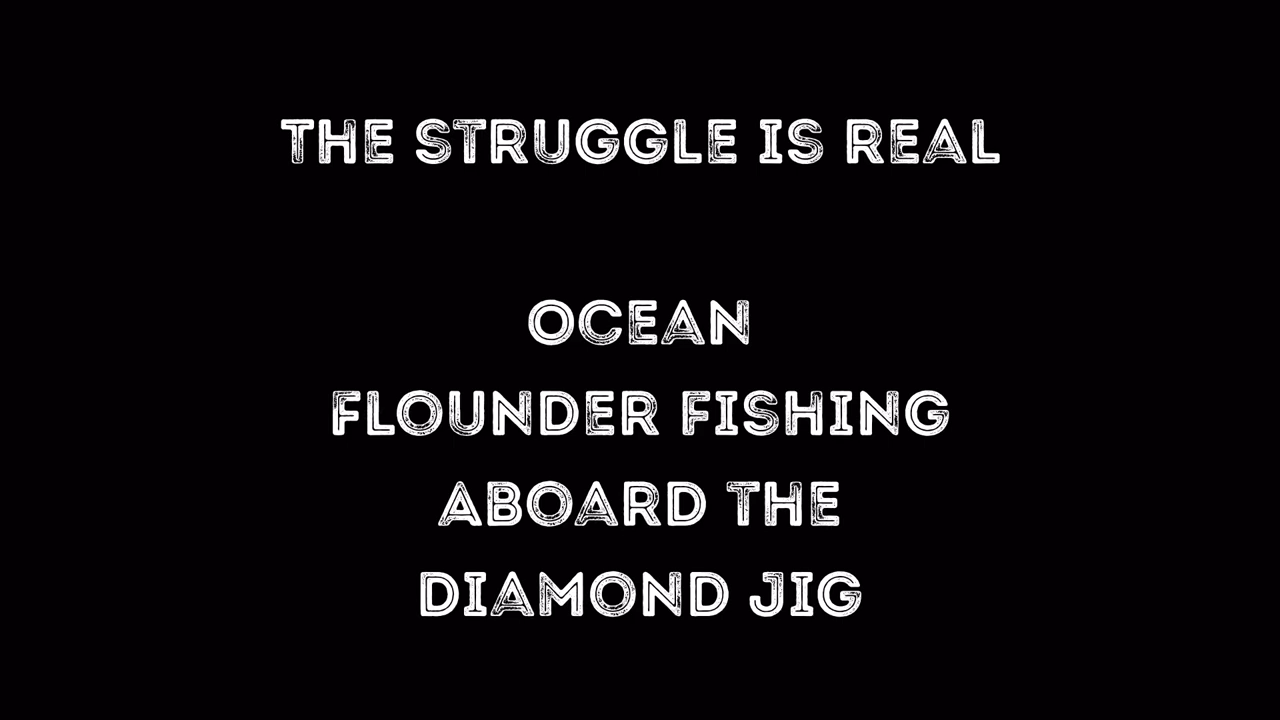 THE STRUGGLE IS REAL
OCEAN
FLOUNDER FISHING
ABOARD THE
DIAMOND JIG